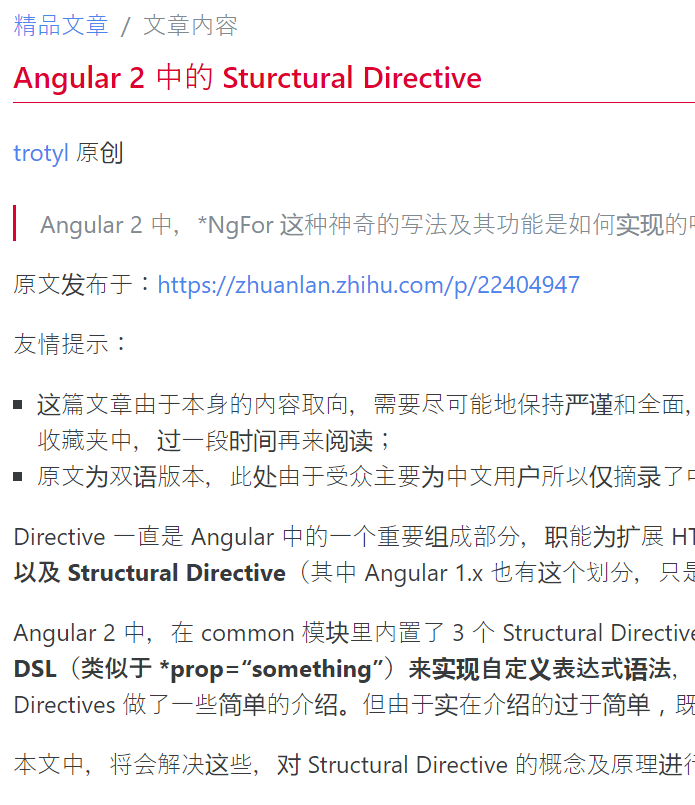 精品文章 / 文章内容
Angular 2 中的 Sturctural Directive
trotyl 原创
Angular 2 中，*NgFor 这种神奇的写法及其功能是如何实现的
原文发布于：https://zhuanlan.zhihu.com/p/22404947
友情提示：
这篇文章由于本身的内容取向，需要尽可能地保持严谨和全面，
收藏夹中，过一段时间再来阅读；
原文为双语版本，此处由于受众主要为中文用户所以仅摘录了中
Directive 一直是 Angular 中的一个重要组成部分，职能为扩展 HT
以及 Structural Directive（其中 Angular 1.x 也有这个划分，只是
Angular 2 中，在 common 模块里内置了 3 个 Structural Directive
DSL（类似于 *prop=“something”）来实现自定义表达式语法，
Directives 做了一些简单的介绍。但由于实在介绍的过于简单，既
本文中，将会解决这些，对 Structural Directive 的概念及原理进行